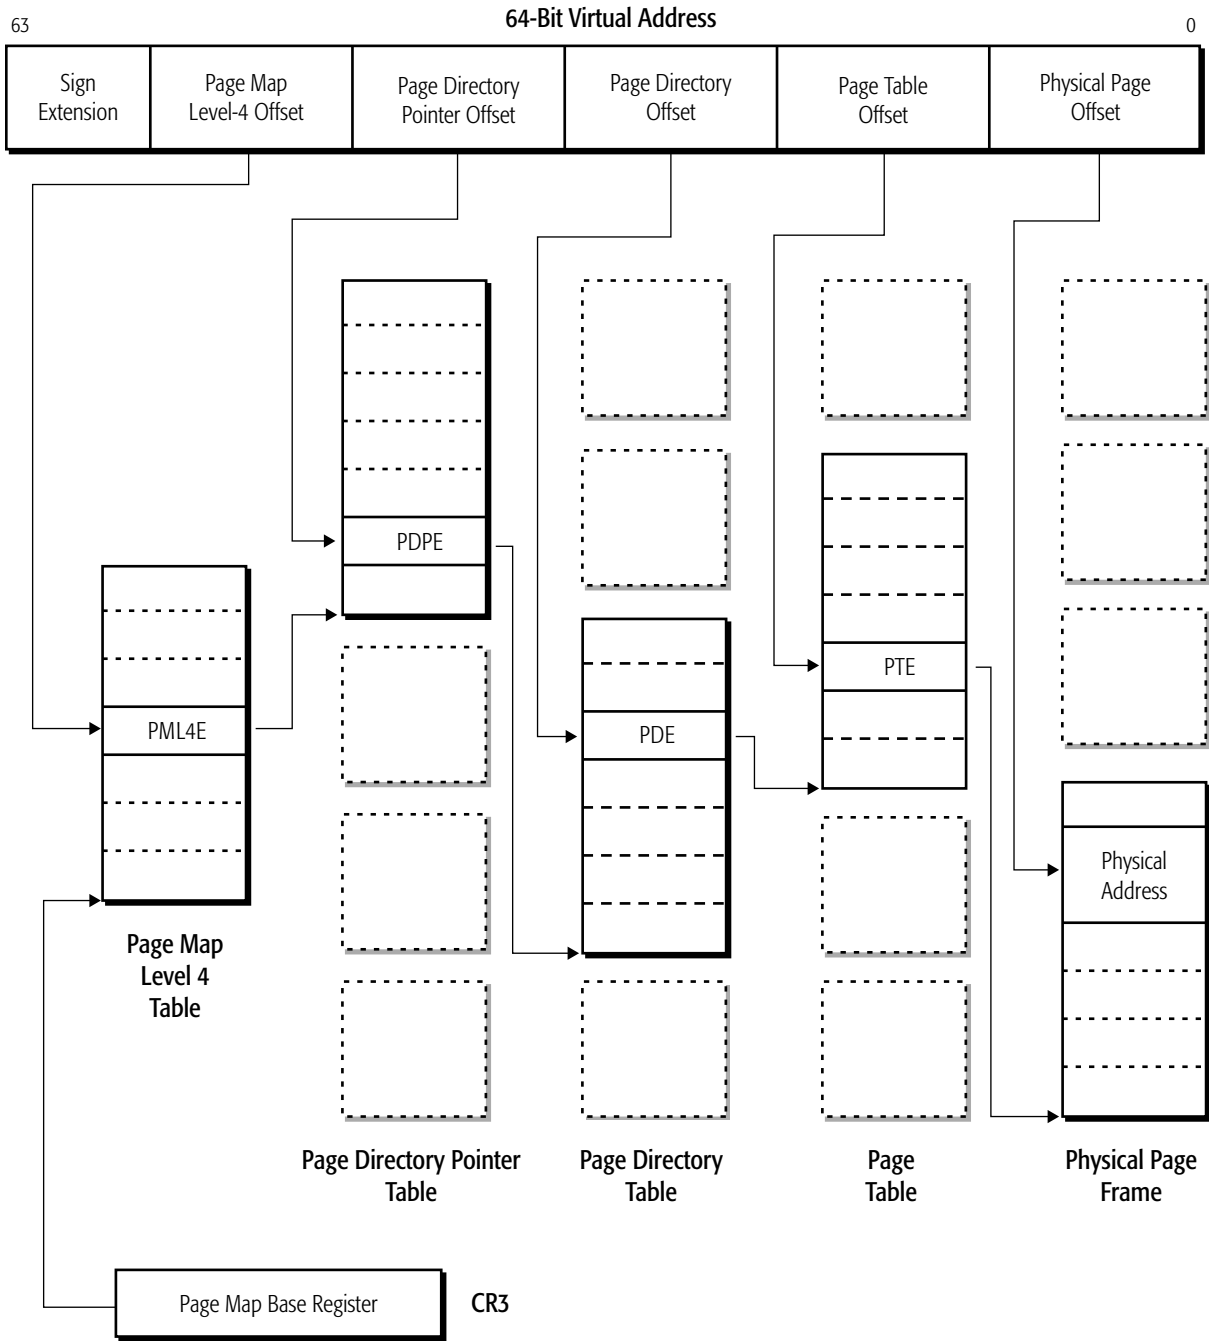 64-Bit Virtual Address
63
0
Sign
Extension
Page Map
Level-4 Offset
Page Directory
Pointer Offset
Page Directory
Offset
Page Table
Offset
Physical Page
Offset
PDPE
PML4E
PDE
PTE
Physical
Address
Page Map
Level 4
Table
Page Directory Pointer
Table
Page Directory
Table
Page
Table
Physical Page
Frame
Page Map Base Register
CR3